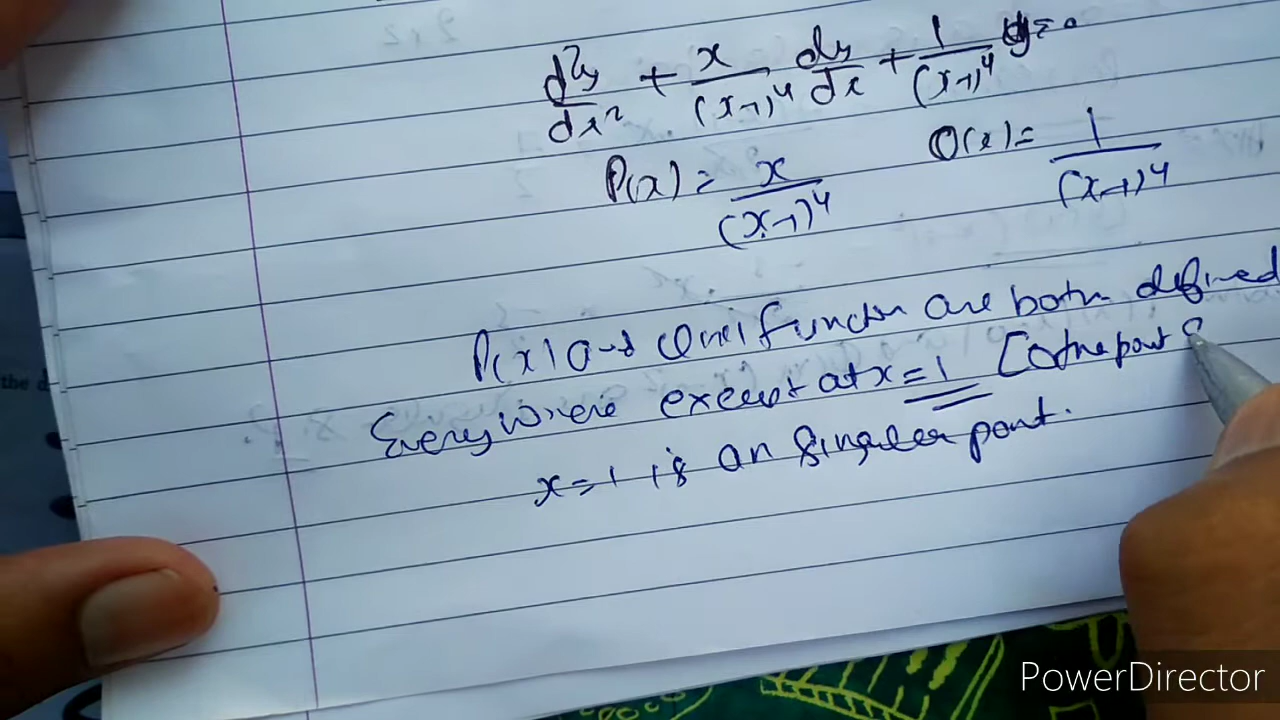 d²y/dx² + x/(x-1)⁴ dy/dx + 1/(x-1)⁴ y=0
P(x) = x/(x-1)⁴ Q(x) = 1/(x-1)⁴
P(x) and Q(x) function are both defined
Everywhere except at x=1 [other point
x=1 is an singular point.
the d
PowerDirector